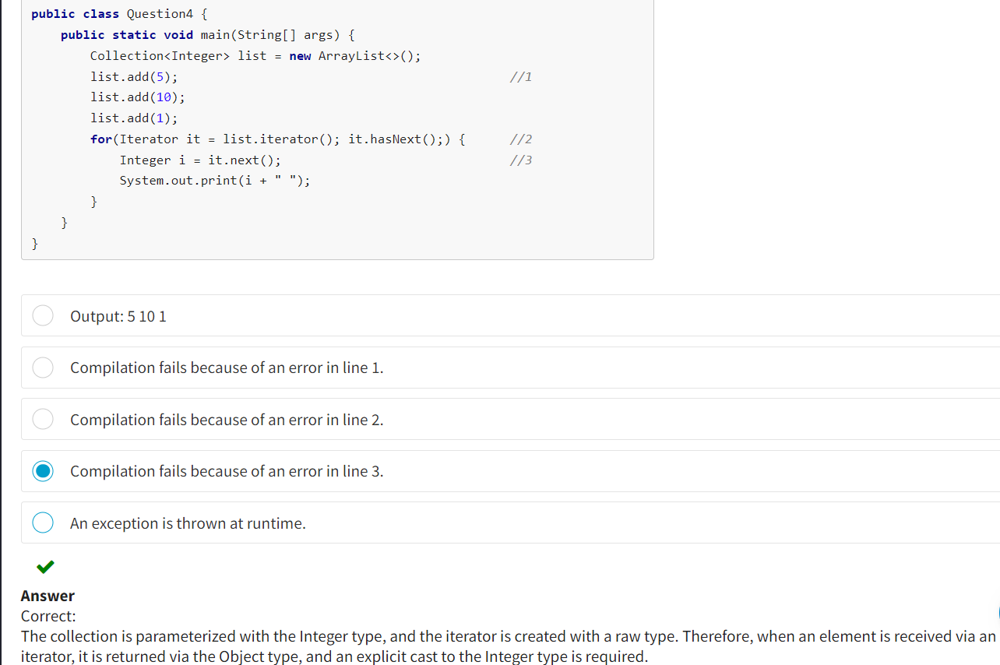 public class Question4 {
    public static void main(String[] args) {
        Collection<Integer> list = new ArrayList<>();
        list.add(5);                                             //1
        list.add(10);
        list.add(1);
        for(Iterator it = list.iterator(); it.hasNext();) {      //2
            Integer i = it.next();                               //3
            System.out.print(i + " ");
        }
    }
}
Output: 5 10 1
Compilation fails because of an error in line 1.
Compilation fails because of an error in line 2.
Compilation fails because of an error in line 3.
An exception is thrown at runtime.
Answer
Correct:
The collection is parameterized with the Integer type, and the iterator is created with a raw type. Therefore, when an element is received via an
iterator, it is returned via the Object type, and an explicit cast to the Integer type is required.